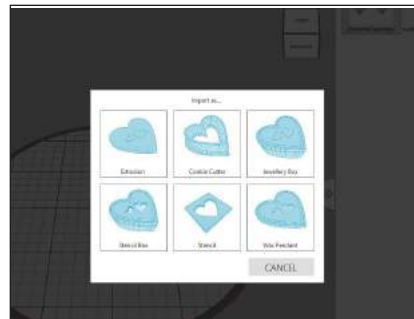 Import as...
Extrusion
Cookie Cutter
Jewellery Box
Stencil Box
Stencil
Wax Pendant
CANCEL